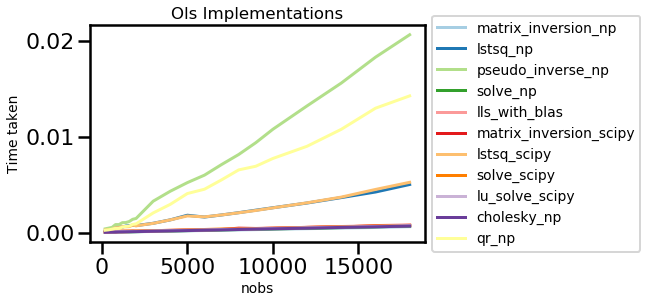 Ols Implementations
Time taken
0.02
0.01
0.00
0
5000
10000
15000
nobs
matrix_inversion_np
lstsq_np
pseudo_inverse_np
solve_np
lls_with_blas
matrix_inversion_scipy
lstsq_scipy
solve_scipy
lu_solve_scipy
cholesky_np
qr_np